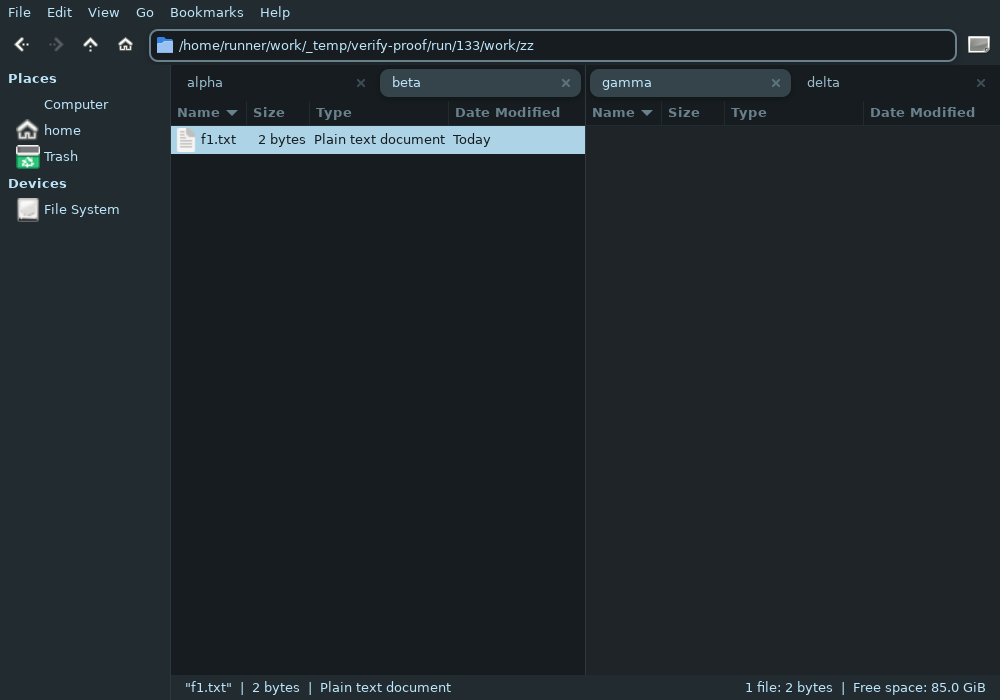 File Edit View Go Bookmarks Help
/home/runner/work/_temp/verify-proof/run/133/work/zz
Places
Computer
home
Trash
Devices
File System
alpha beta gamma delta
Name Size Type Date Modified Name Size Type Date Modified
f1.txt 2 bytes Plain text document Today
"f1.txt" | 2 bytes | Plain text document 1 file: 2 bytes | Free space: 85.0 GiB